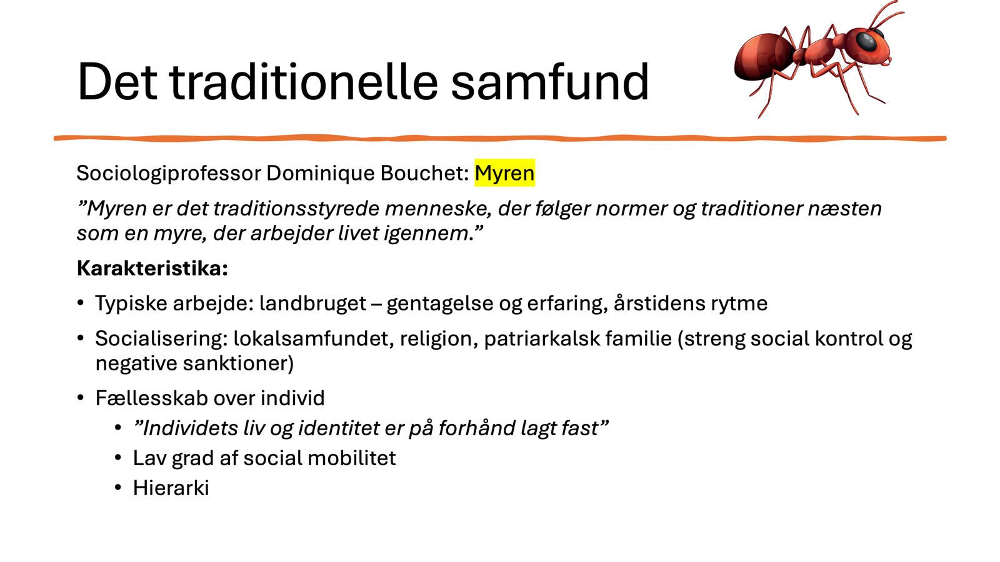 Det traditionelle samfund
Sociologiprofessor Dominique Bouchet: Myren
”Myren er det traditionsstyrede menneske, der følger normer og traditioner næsten
som en myre, der arbejder livet igennem.”
Karakteristika:
• Typiske arbejde: landbruget – gentagelse og erfaring, årstidens rytme
• Socialisering: lokalsamfundet, religion, patriarkalsk familie (streng social kontrol og
negative sanktioner)
• Fællesskab over individ
• ”Individets liv og identitet er på forhånd lagt fast”
• Lav grad af social mobilitet
• Hierarki